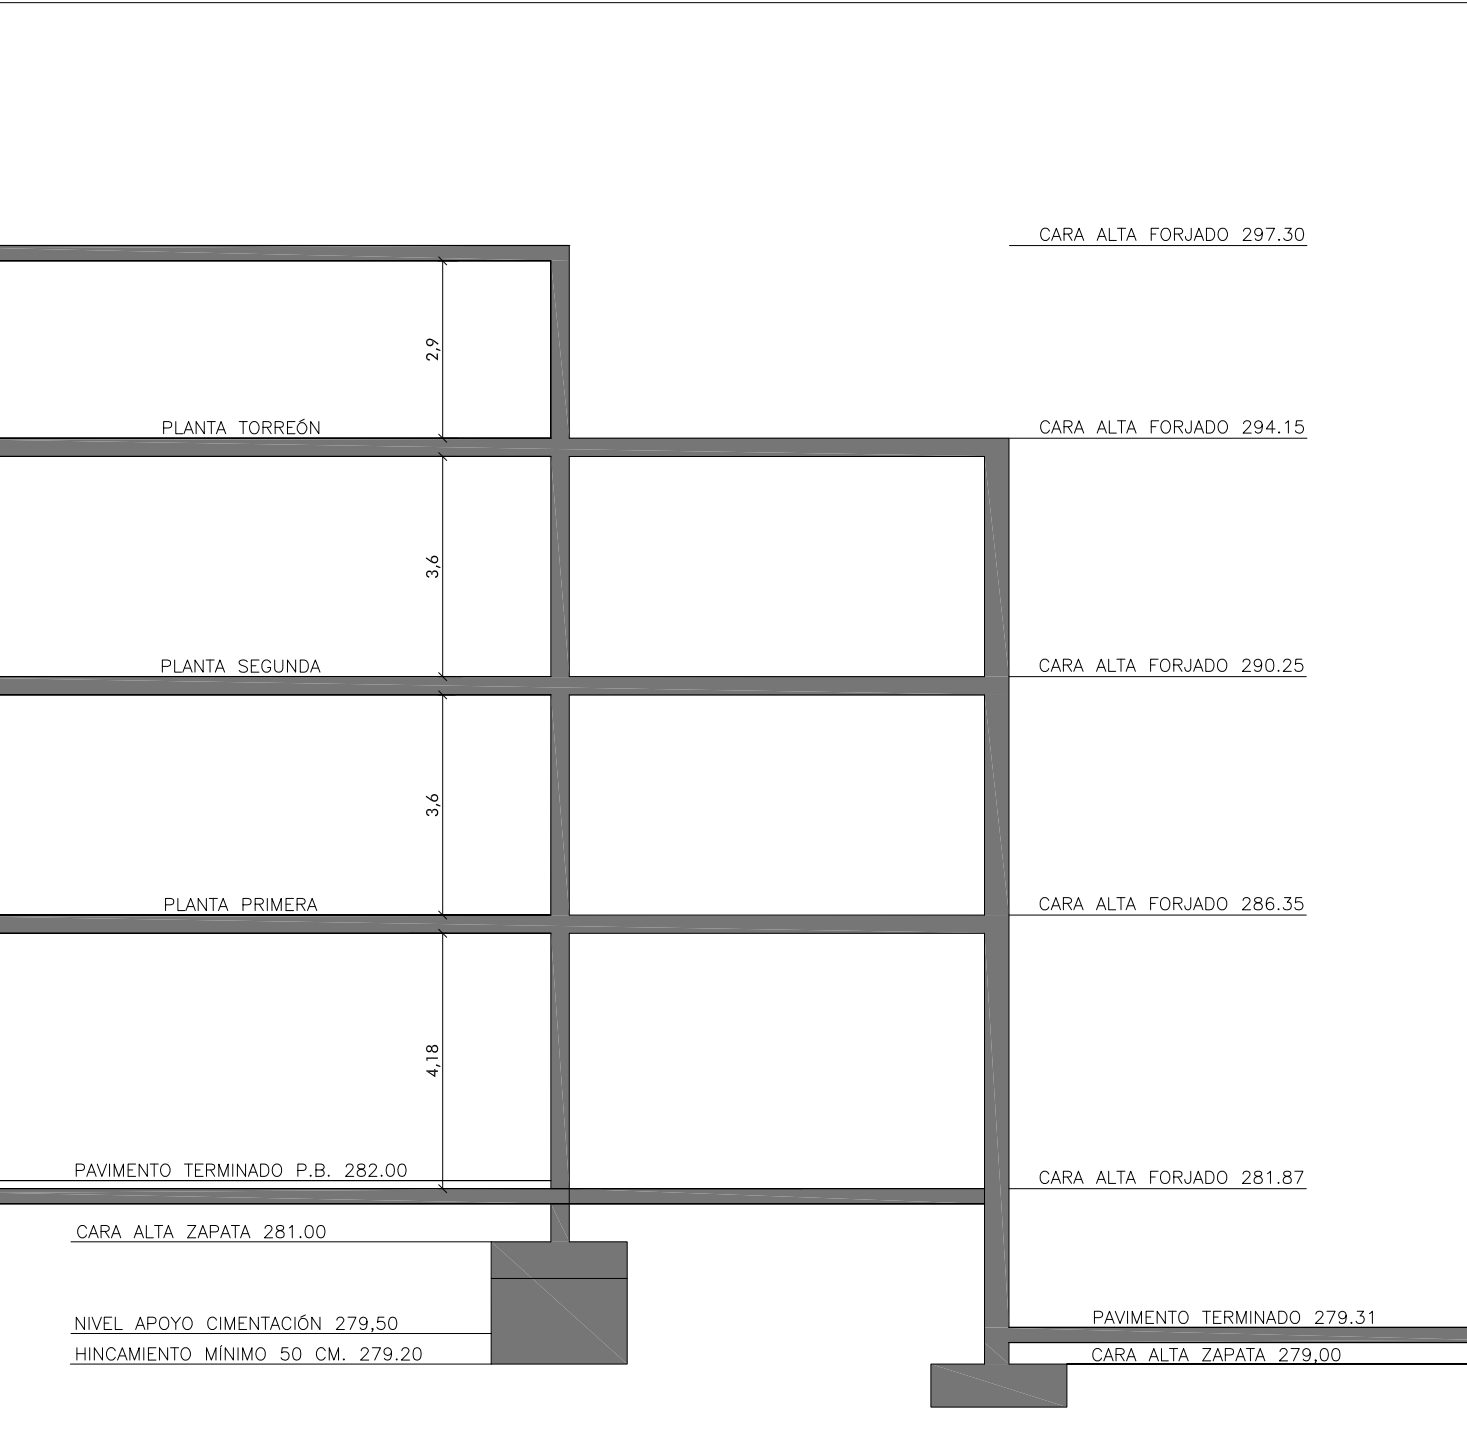 CARA ALTA FORJADO 297.30
2,9
PLANTA TORREÓN
CARA ALTA FORJADO 294.15
3,6
PLANTA SEGUNDA
CARA ALTA FORJADO 290.25
3,6
PLANTA PRIMERA
CARA ALTA FORJADO 286.35
4,18
PAVIMENTO TERMINADO P.B. 282.00
CARA ALTA FORJADO 281.87
CARA ALTA ZAPATA 281.00
NIVEL APOYO CIMENTACIÓN 279,50
PAVIMENTO TERMINADO 279.31
HINCAMIENTO MÍNIMO 50 CM. 279.20
CARA ALTA ZAPATA 279,00